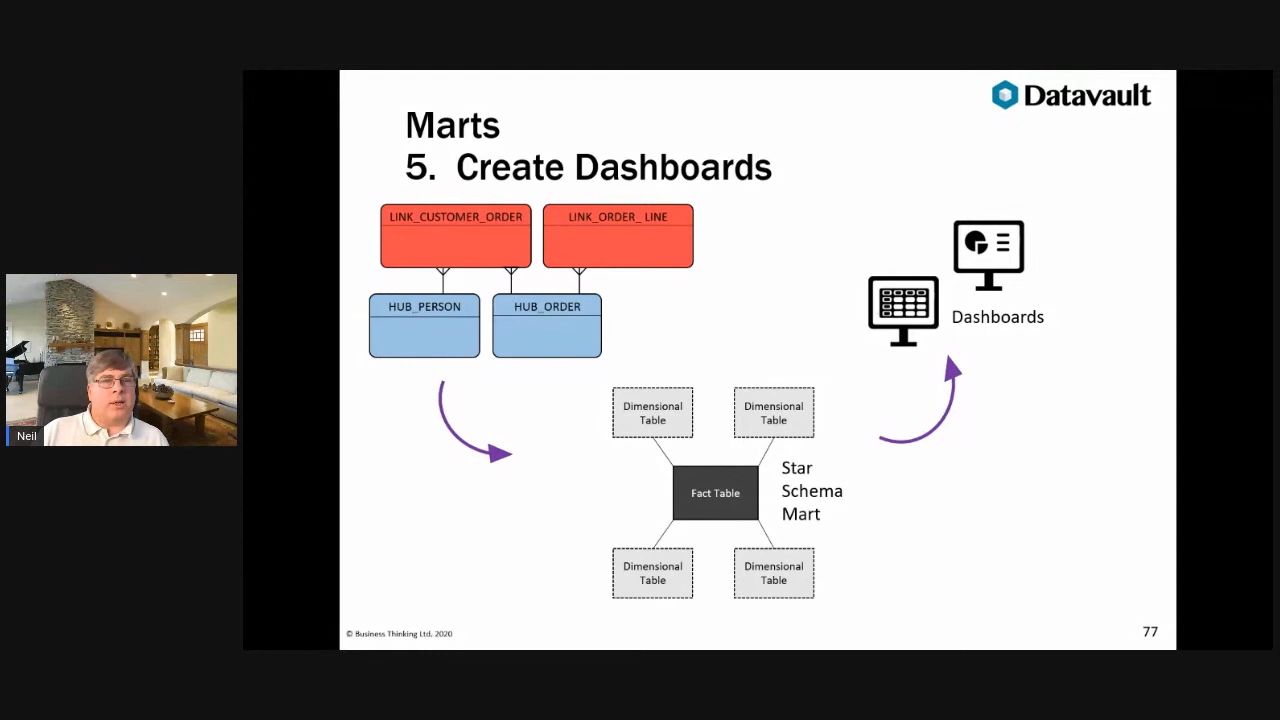 Datavault
Marts
5. Create Dashboards
LINK_CUSTOMER_ORDER
LINK_ORDER_ LINE
HUB_PERSON
HUB_ORDER
Dashboards
Dimensional
Table
Dimensional
Table
Fact Table
Star
Schema
Mart
Dimensional
Table
Dimensional
Table
Neil
© Business Thinking Ltd. 2020
77